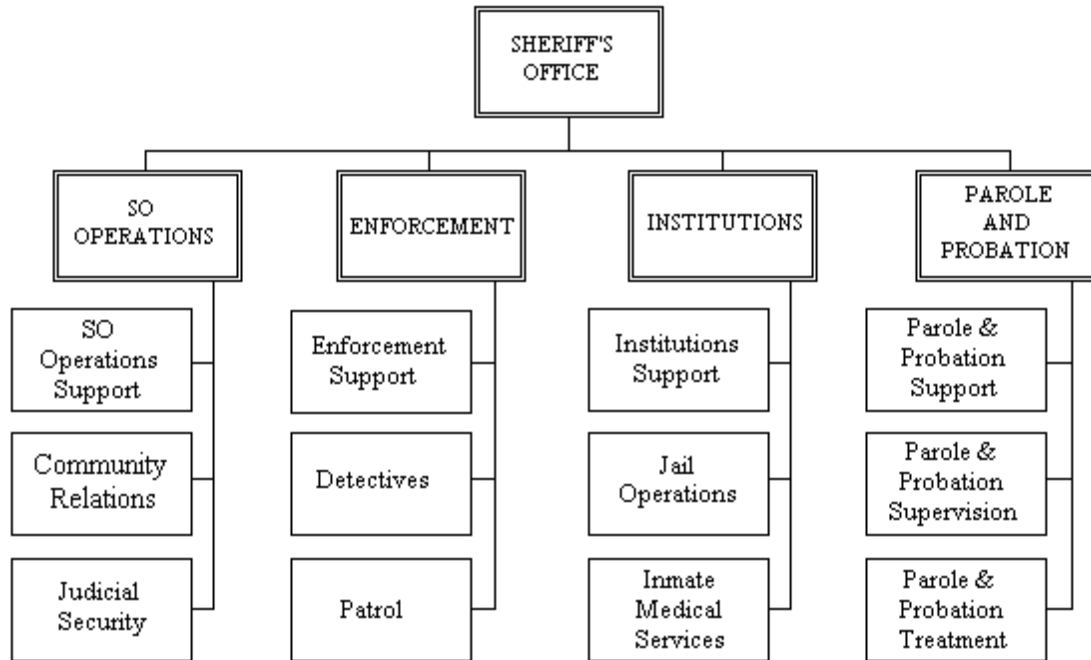 SHERIFF'S
OFFICE
SO
OPERATIONS
ENFORCEMENT
INSTITUTIONS
PAROLE
AND
PROBATION
SO
Operations
Support
Enforcement
Support
Institutions
Support
Parole &
Probation
Support
Community
Relations
Detectives
Jail
Operations
Parole &
Probation
Supervision
Judicial
Security
Patrol
Inmate
Medical
Services
Parole &
Probation
Treatment